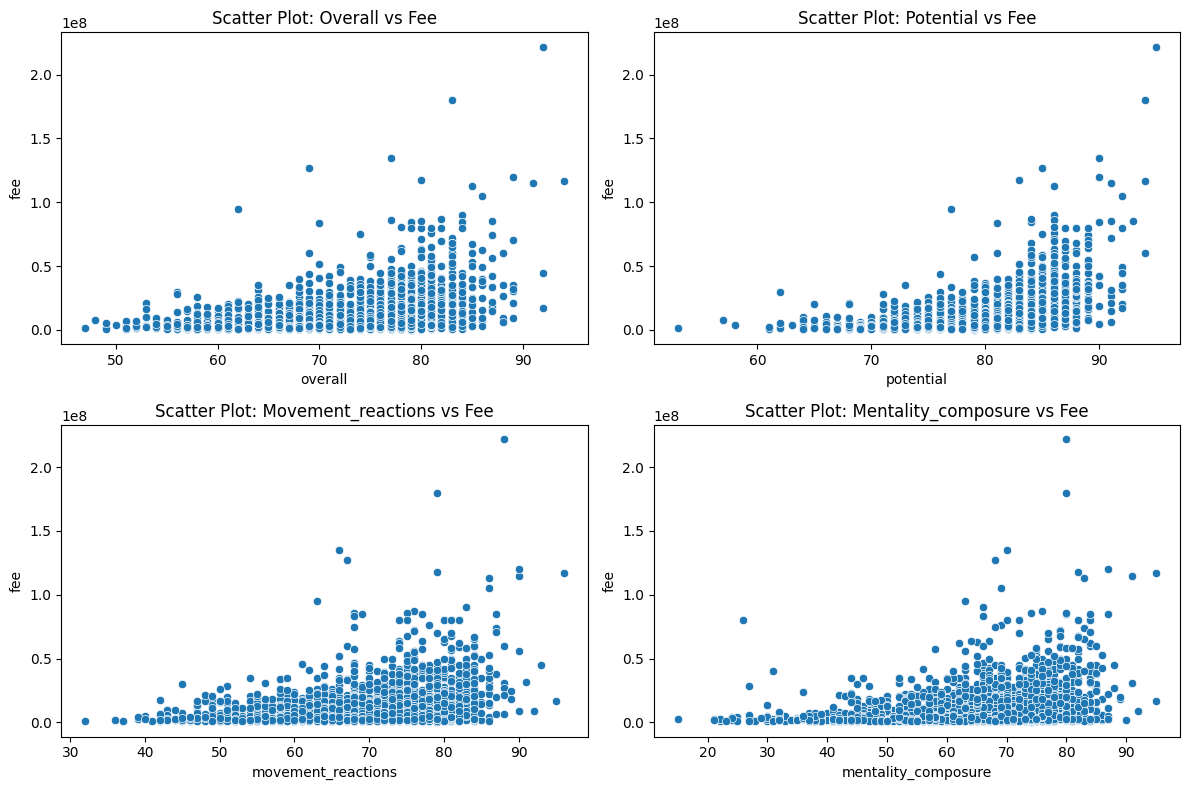 Scatter Plot: Overall vs Fee
1e8
2.0
1.5
1.0
0.5
0.0
fee
50 60 70 80 90
overall
Scatter Plot: Potential vs Fee
1e8
2.0
1.5
1.0
0.5
0.0
fee
60 70 80 90
potential
Scatter Plot: Movement_reactions vs Fee
1e8
2.0
1.5
1.0
0.5
0.0
fee
30 40 50 60 70 80 90
movement_reactions
Scatter Plot: Mentality_composure vs Fee
1e8
2.0
1.5
1.0
0.5
0.0
fee
20 30 40 50 60 70 80 90
mentality_composure